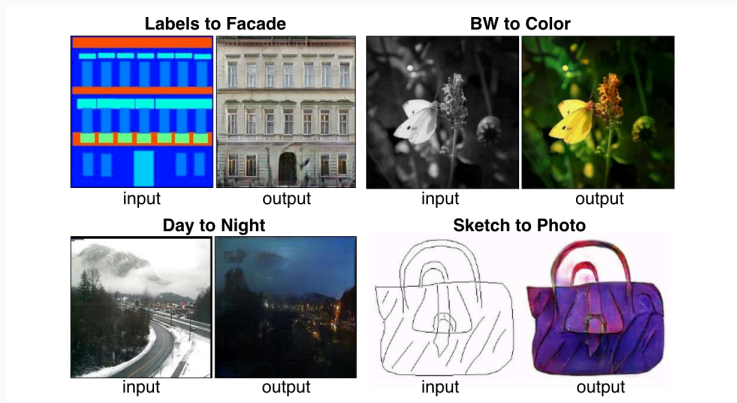 Labels to Facade
BW to Color
input
output
input
output
Day to Night
Sketch to Photo
input
output
input
output